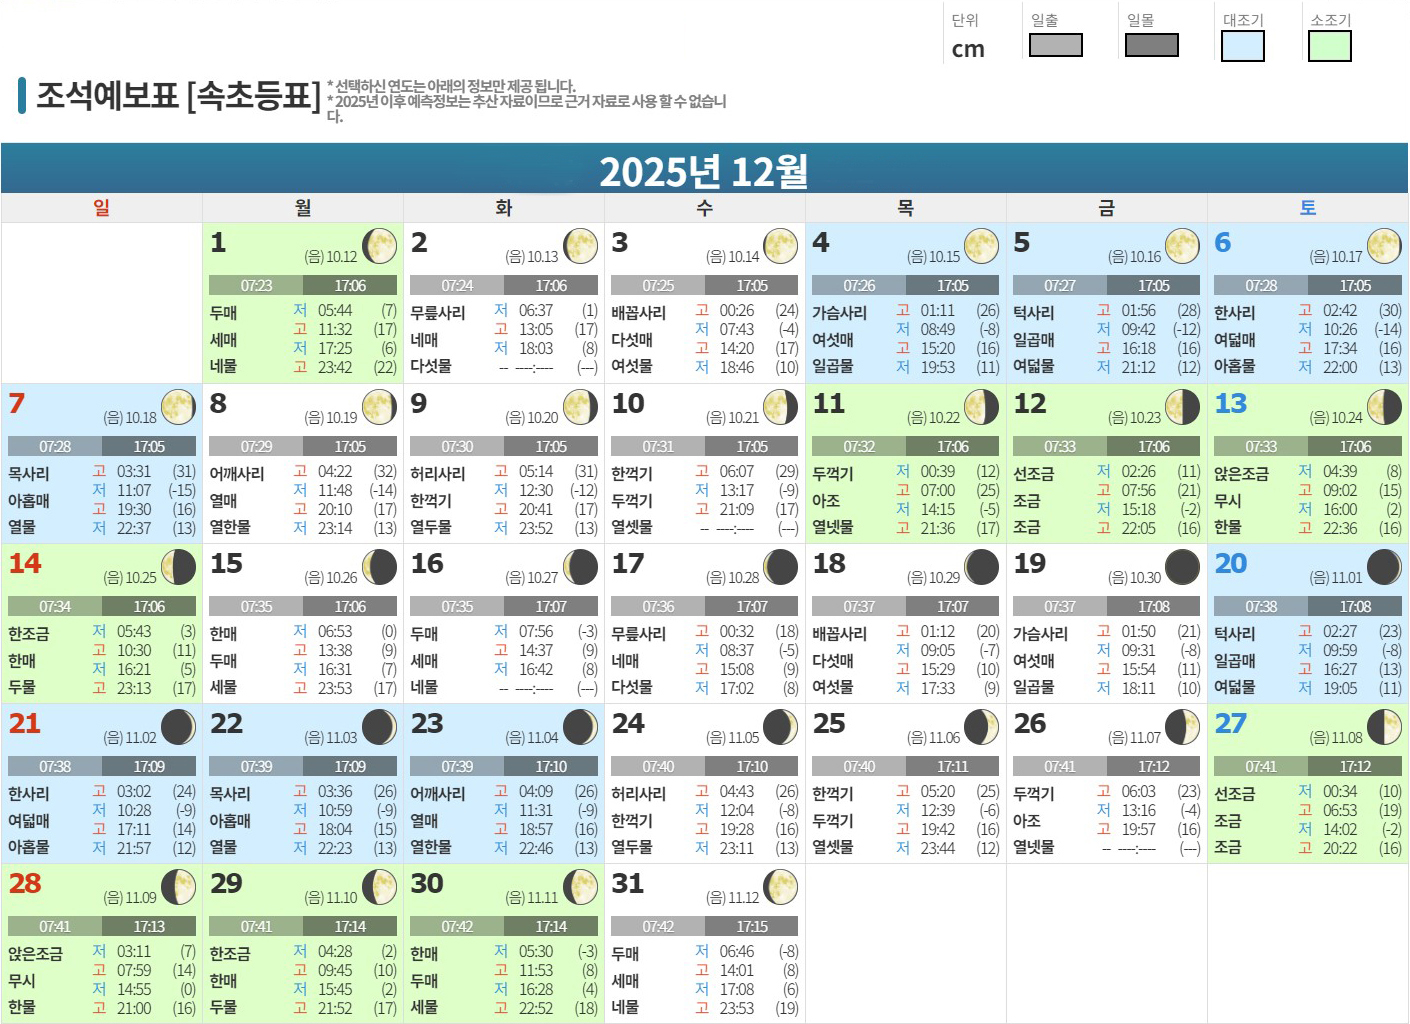 단위 일출 일몰 대조기 소조기
cm
조석예보표 [속초등표]
* 선택하신 연도는 아래의 정보만 제공 됩니다.
* 2025년 이후 예측정보는 추산 자료이므로 근거 자료로 사용 할 수 없습니
다.
2025년 12월
일 월 화 수 목 금 토
1 (음) 10.12
07:23 17:06
두매 세매 네물
저 05:44 (7)
고 11:32 (17)
저 17:25 (6)
고 23:42 (22)
2 (음) 10.13
07:24 17:06
무릎사리 네매 다섯물
저 06:37 (1)
고 13:05 (17)
저 18:03 (8)
-- ----:---- (---)
3 (음) 10.14
07:25 17:05
배꼽사리 다섯매 여섯물
고 00:26 (24)
저 07:43 (-4)
고 14:20 (17)
저 18:46 (10)
4 (음) 10.15
07:26 17:05
가슴사리 여섯매 일곱물
고 01:11 (26)
저 08:49 (-8)
고 15:20 (16)
저 19:53 (11)
5 (음) 10.16
07:27 17:05
턱사리 일곱매 여덟물
고 01:56 (28)
저 09:42 (-12)
고 16:18 (16)
저 21:12 (12)
6 (음) 10.17
07:28 17:05
한사리 여덟매 아홉물
고 02:42 (30)
저 10:26 (-14)
고 17:34 (16)
저 22:00 (13)
7 (음) 10.18
07:28 17:05
목사리 아홉매 열물
고 03:31 (31)
저 11:07 (-15)
고 19:30 (16)
저 22:37 (13)
8 (음) 10.19
07:29 17:05
어깨사리 열매 열한물
고 04:22 (32)
저 11:48 (-14)
고 20:10 (17)
저 23:14 (13)
9 (음) 10.20
07:30 17:05
허리사리 한꺽기 열두물
고 05:14 (31)
저 12:30 (-12)
고 20:41 (17)
저 23:52 (13)
10 (음) 10.21
07:31 17:05
한꺽기 두꺽기 열셋물
고 06:07 (29)
저 13:17 (-9)
고 21:09 (17)
-- ----:---- (---)
11 (음) 10.22
07:32 17:06
두꺽기 아조 열넷물
저 00:39 (12)
고 07:00 (25)
저 14:15 (-5)
고 21:36 (17)
12 (음) 10.23
07:33 17:06
선조금 조금 조금
저 02:26 (11)
고 07:56 (21)
저 15:18 (-2)
고 22:05 (16)
13 (음) 10.24
07:33 17:06
앉은조금 무시 한물
저 04:39 (8)
고 09:02 (15)
저 16:00 (2)
고 22:36 (16)
14 (음) 10.25
07:34 17:06
한조금 한매 두물
저 05:43 (3)
고 10:30 (11)
저 16:21 (5)
고 23:13 (17)
15 (음) 10.26
07:35 17:06
한매 두매 세물
저 06:53 (0)
고 13:38 (9)
저 16:31 (7)
고 23:53 (17)
16 (음) 10.27
07:35 17:07
두매 세매 네물
저 07:56 (-3)
고 14:37 (9)
저 16:42 (8)
-- ----:---- (---)
17 (음) 10.28
07:36 17:07
무릎사리 네매 다섯물
고 00:32 (18)
저 08:37 (-5)
고 15:08 (9)
저 17:02 (8)
18 (음) 10.29
07:37 17:07
배꼽사리 다섯매 여섯물
고 01:12 (20)
저 09:05 (-7)
고 15:29 (10)
저 17:33 (9)
19 (음) 10.30
07:37 17:08
가슴사리 여섯매 일곱물
고 01:50 (21)
저 09:31 (-8)
고 15:54 (11)
저 18:11 (10)
20 (음) 11.01
07:38 17:08
턱사리 일곱매 여덟물
고 02:27 (23)
저 09:59 (-8)
고 16:27 (13)
저 19:05 (11)
21 (음) 11.02
07:38 17:09
한사리 여덟매 아홉물
고 03:02 (24)
저 10:28 (-9)
고 17:11 (14)
저 21:57 (12)
22 (음) 11.03
07:39 17:09
목사리 아홉매 열물
고 03:36 (26)
저 10:59 (-9)
고 18:04 (15)
저 22:23 (13)
23 (음) 11.04
07:39 17:10
어깨사리 열매 열한물
고 04:09 (26)
저 11:31 (-9)
고 18:57 (16)
저 22:46 (13)
24 (음) 11.05
07:40 17:10
허리사리 한꺽기 열두물
고 04:43 (26)
저 12:04 (-8)
고 19:28 (16)
저 23:11 (13)
25 (음) 11.06
07:40 17:11
한꺽기 두꺽기 열셋물
고 05:20 (25)
저 12:39 (-6)
고 19:42 (16)
저 23:44 (12)
26 (음) 11.07
07:41 17:12
두꺽기 아조 열넷물
고 06:03 (23)
저 13:16 (-4)
고 19:57 (16)
-- ----:---- (---)
27 (음) 11.08
07:41 17:12
선조금 조금 조금
저 00:34 (10)
고 06:53 (19)
저 14:02 (-2)
고 20:22 (16)
28 (음) 11.09
07:41 17:13
앉은조금 무시 한물
저 03:11 (7)
고 07:59 (14)
저 14:55 (0)
고 21:00 (16)
29 (음) 11.10
07:41 17:14
한조금 한매 두물
저 04:28 (2)
고 09:45 (10)
저 15:45 (2)
고 21:52 (17)
30 (음) 11.11
07:42 17:14
한매 두매 세물
저 05:30 (-3)
고 11:53 (8)
저 16:28 (4)
고 22:52 (18)
31 (음) 11.12
07:42 17:15
두매 세매 네물
저 06:46 (-8)
고 14:01 (8)
저 17:08 (6)
고 23:53 (19)